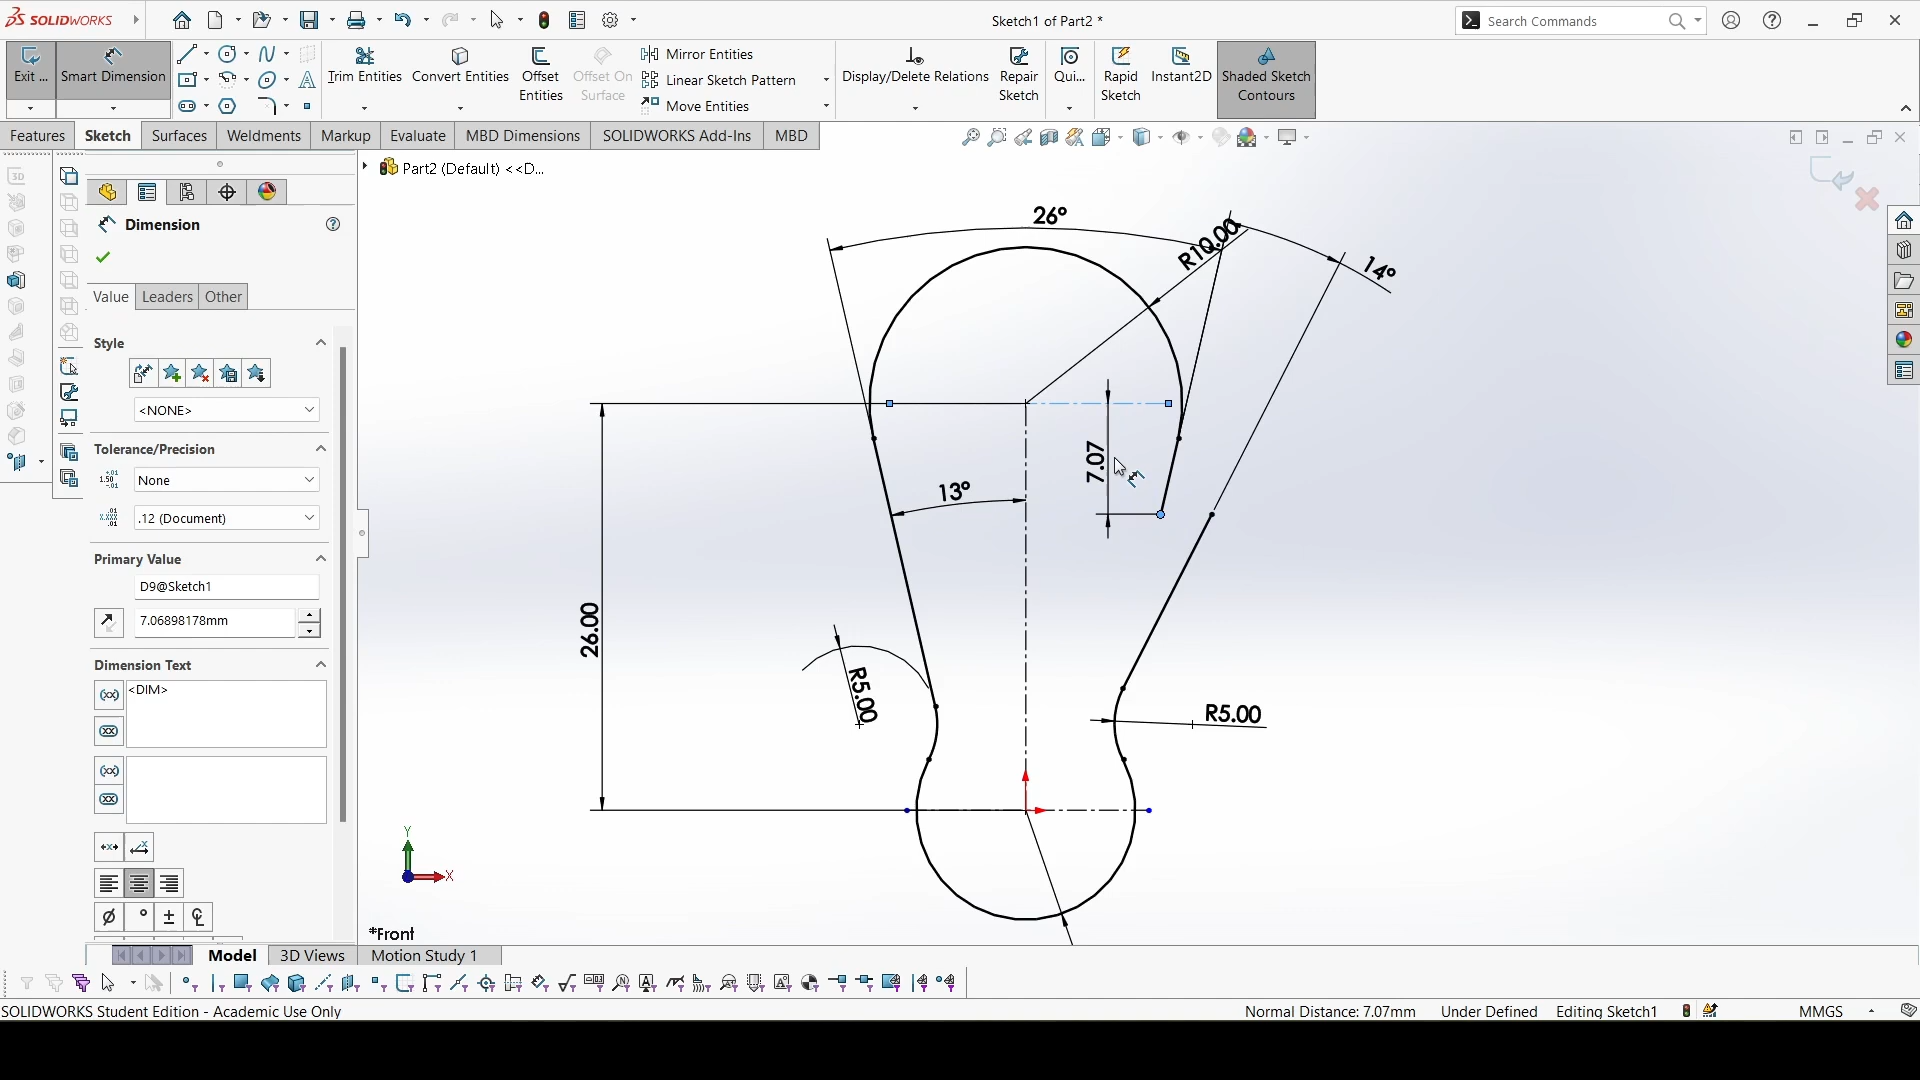 SOLIDWORKS
Sketch1 of Part2 *
Search Commands
Exit ...
Smart Dimension
Trim Entities
Convert Entities
Offset Entities
Offset On Surface
Mirror Entities
Linear Sketch Pattern
Move Entities
Display/Delete Relations
Repair Sketch
Qui...
Rapid Sketch
Instant2D
Shaded Sketch Contours
Features
Sketch
Surfaces
Weldments
Markup
Evaluate
MBD Dimensions
SOLIDWORKS Add-Ins
MBD
Part2 (Default) <<D...
Dimension
Value
Leaders
Other
Style
<NONE>
Tolerance/Precision
None
.12 (Document)
Primary Value
D9@Sketch1
7.06898178mm
Dimension Text
<DIM>
26°
R10.00
14°
7.07
13°
26.00
R5.00
R5.00
Y
X
*Front
Model
3D Views
Motion Study 1
SOLIDWORKS Student Edition - Academic Use Only
Normal Distance: 7.07mm
Under Defined
Editing Sketch1
MMGS